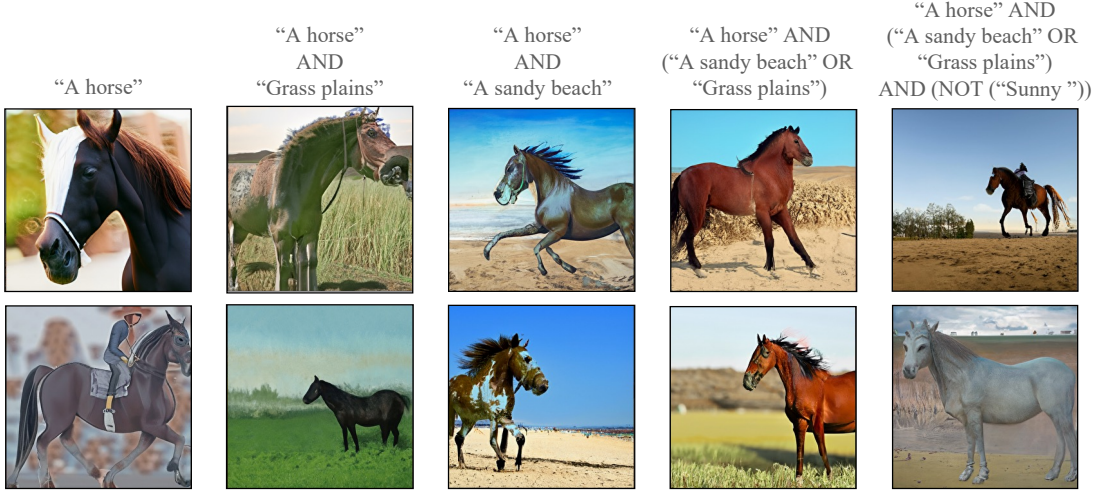 “A horse”
“A horse”
AND
“Grass plains”
“A horse”
AND
“A sandy beach”
“A horse” AND
(“A sandy beach” OR
“Grass plains”)
“A horse” AND
(“A sandy beach” OR
“Grass plains”)
AND (NOT (“Sunny ”))